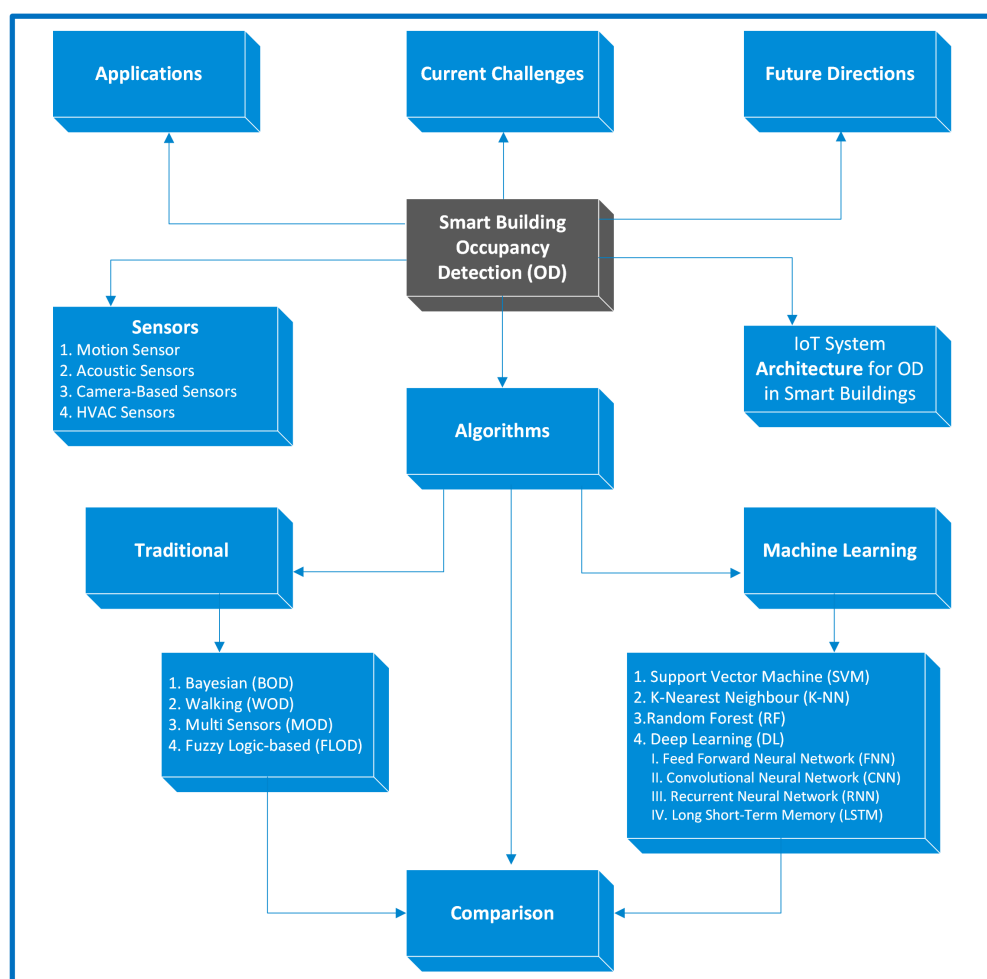 Applications
Current Challenges
Future Directions
Smart Building
Occupancy
Detection (OD)
Sensors
1. Motion Sensor
2. Acoustic Sensors
3. Camera-Based Sensors
4. HVAC Sensors
IoT System
Architecture for OD
in Smart Buildings
Algorithms
Traditional
Machine Learning
1. Bayesian (BOD)
2. Walking (WOD)
3. Multi Sensors (MOD)
4. Fuzzy Logic-based (FLOD)
1. Support Vector Machine (SVM)
2. K-Nearest Neighbour (K-NN)
3.Random Forest (RF)
4. Deep Learning (DL)
I. Feed Forward Neural Network (FNN)
II. Convolutional Neural Network (CNN)
III. Recurrent Neural Network (RNN)
IV. Long Short-Term Memory (LSTM)
Comparison